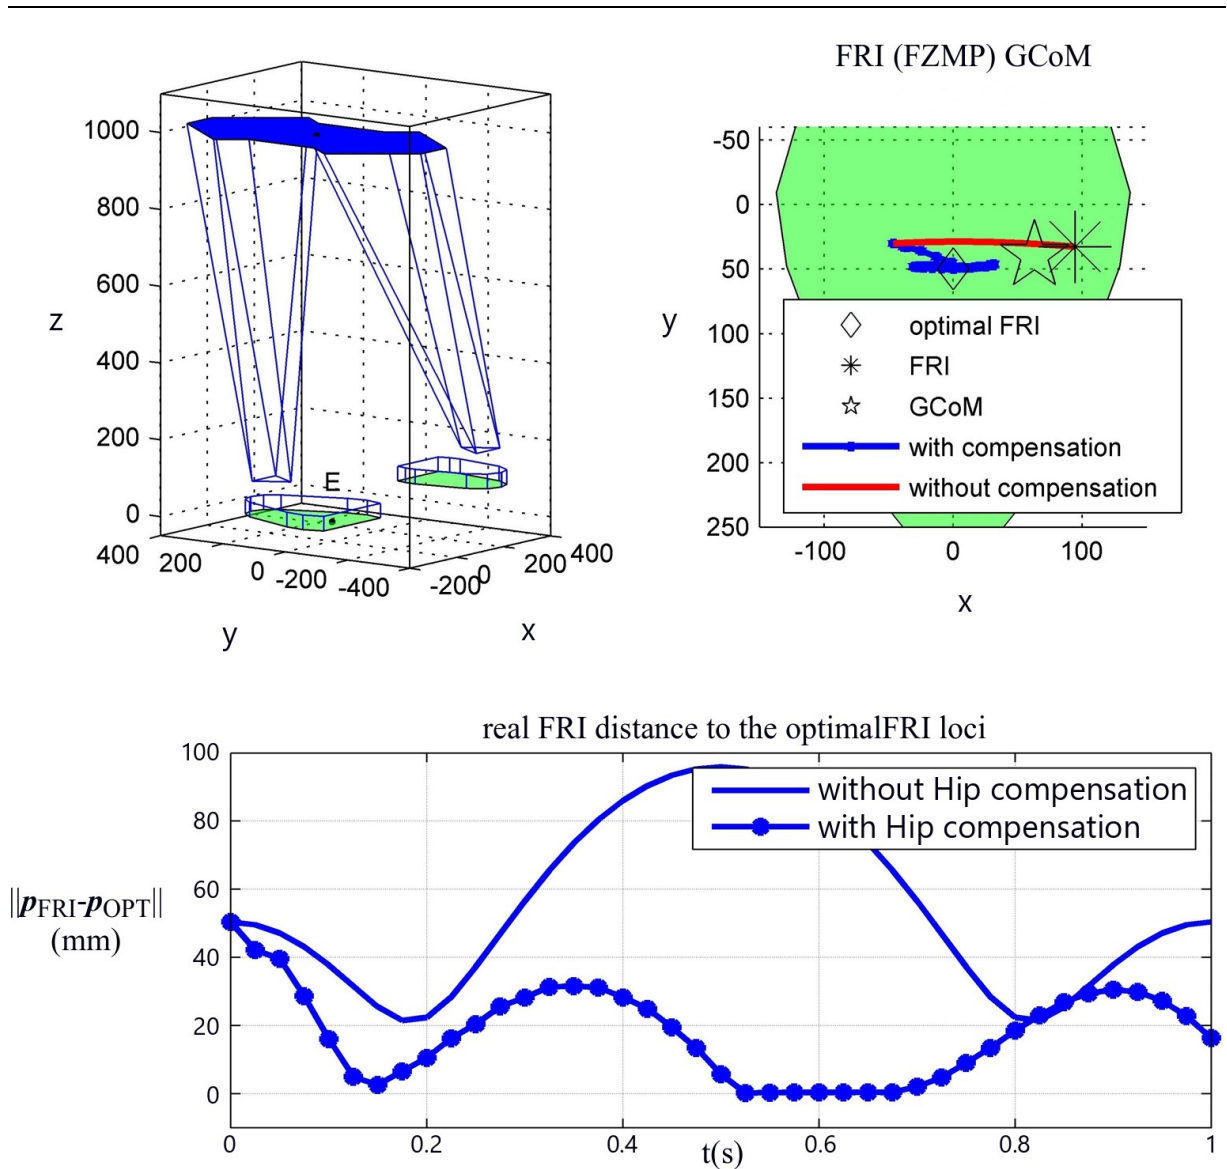 FRI (FZMP) GCoM
1000
800
600
z
400
200
E
0
400
200
0
-200
-400
-200
0
200
400
y
x
-50
0
50
y
100
150
200
250
optimal FRI
FRI
GCoM
with compensation
without compensation
-100
0
100
x
real FRI distance to the optimalFRI loci
100
80
60
||pFRI-pOPT||
(mm)
40
20
0
without Hip compensation
with Hip compensation
0
0.2
0.4
0.6
0.8
1
t(s)